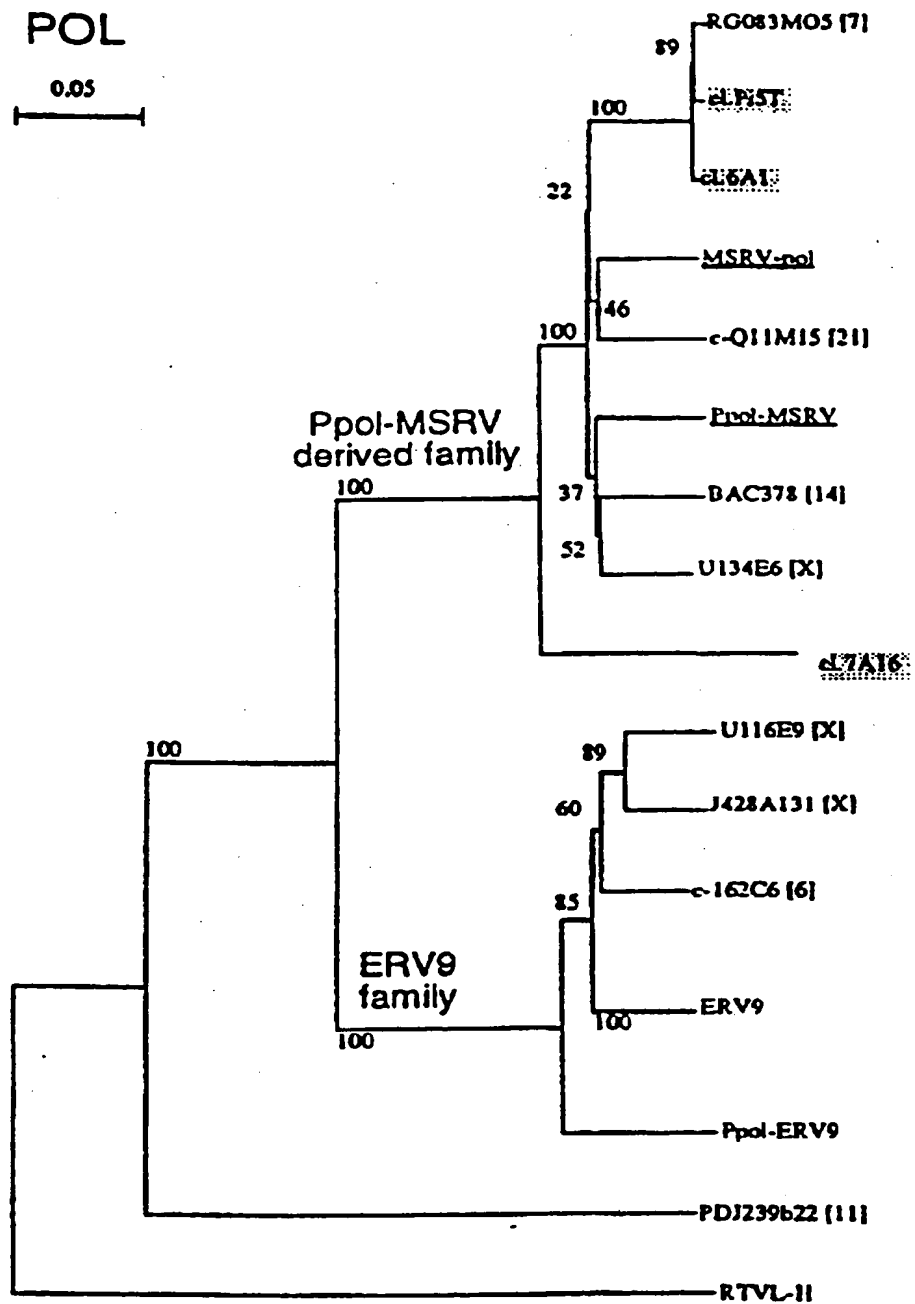 POL
0.05
RG083M05 [7]
89
cLPi5T
100
cL6A1
22
MSRV-pol
46
100
c-Q11M15 [21]
Ppol-MSRV
derived family
Ppol-MSRV
100
37
BAC378 [14]
52
U134E6 [X]
cL7A16
U116E9 [X]
89
100
60
J428A131 [X]
85
c-162C6 [6]
ERV9
family
ERV9
100
100
Ppol-ERV9
PDJ239b22 [11]
RTVL-H